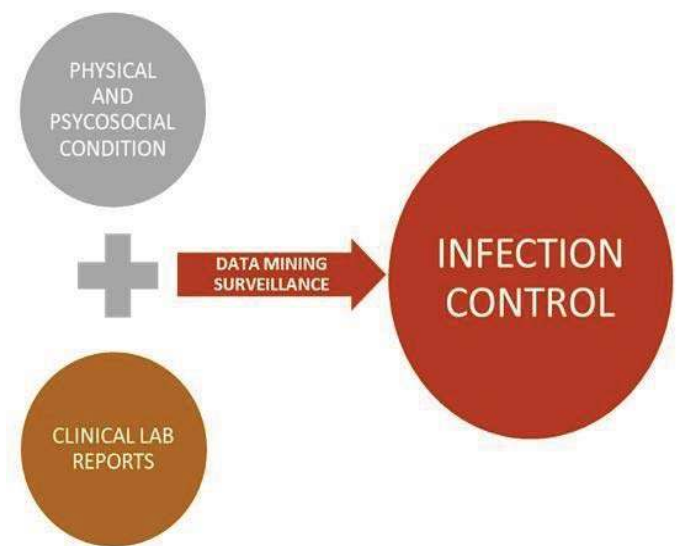 PHYSICAL
AND
PSYCOSOCIAL
CONDITION
DATA MINING
SURVEILLANCE
INFECTION
CONTROL
CLINICAL LAB
REPORTS